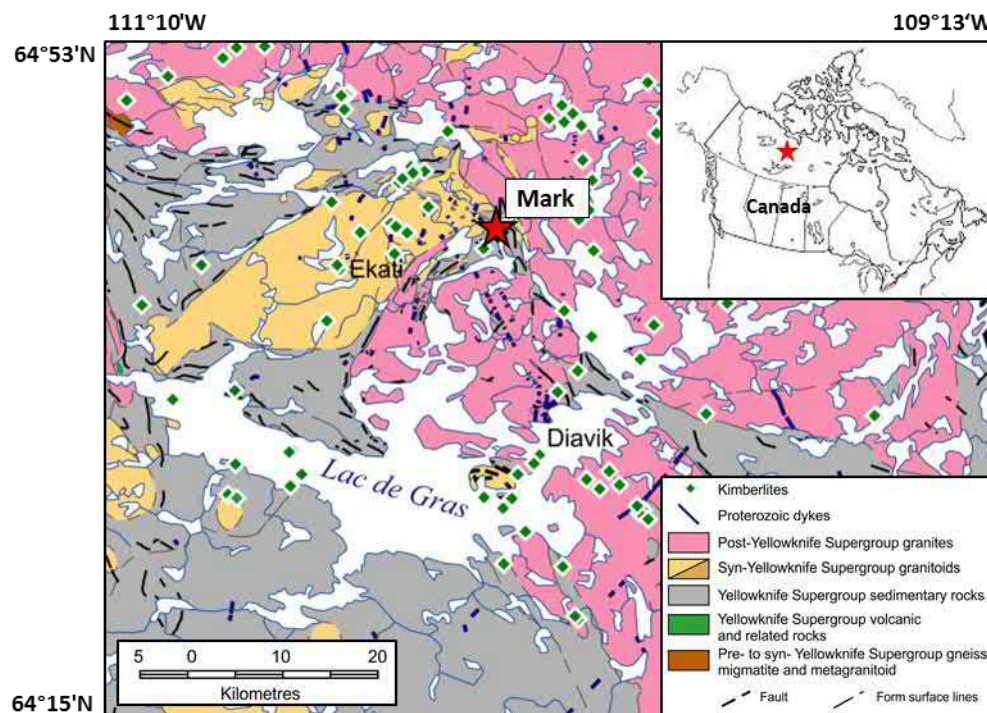 111°10'W
109°13'W
64°53'N
Mark
Canada
Ekati
Diavik
Lac de Gras
Kimberlites
Proterozoic dykes
Post-Yellowknife Supergroup granites
Syn-Yellowknife Supergroup granitoids
Yellowknife Supergroup sedimentary rocks
Yellowknife Supergroup volcanic
and related rocks
Pre- to syn- Yellowknife Supergroup gneiss
migmatite and metagranitoid
Fault
Form surface lines
5 0 10 20
Kilometres
64°15'N